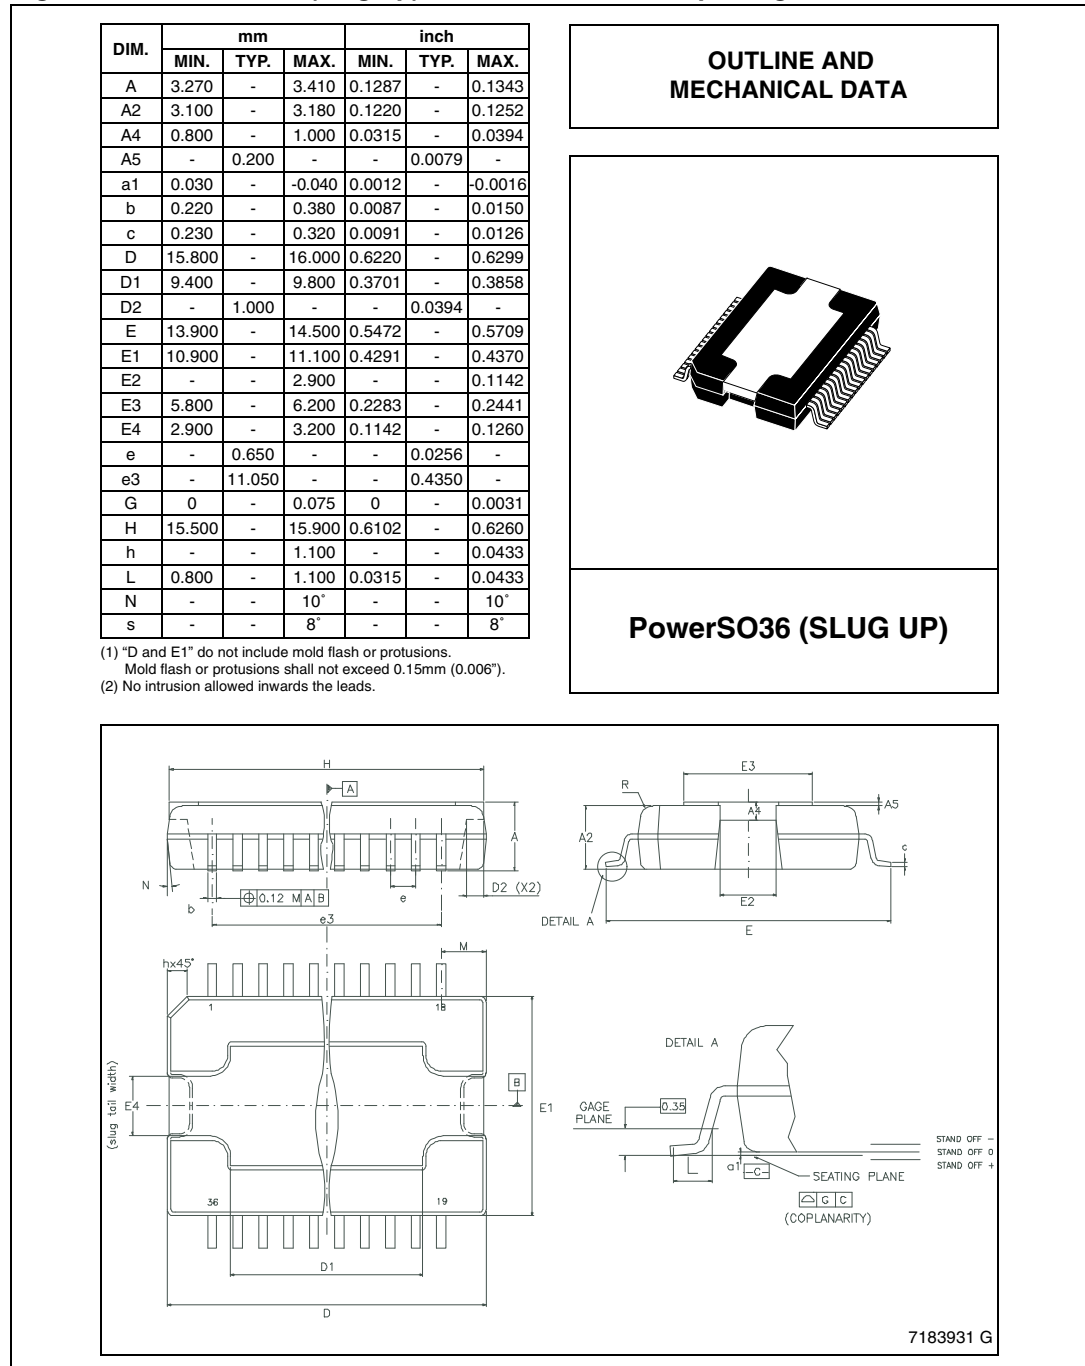 DIM. mm inch
MIN. TYP. MAX. MIN. TYP. MAX.
A 3.270 - 3.410 0.1287 - 0.1343
A2 3.100 - 3.180 0.1220 - 0.1252
A4 0.800 - 1.000 0.0315 - 0.0394
A5 - 0.200 - - 0.0079 -
a1 0.030 - -0.040 0.0012 - -0.0016
b 0.220 - 0.380 0.0087 - 0.0150
c 0.230 - 0.320 0.0091 - 0.0126
D 15.800 - 16.000 0.6220 - 0.6299
D1 9.400 - 9.800 0.3701 - 0.3858
D2 - 1.000 - - 0.0394 -
E 13.900 - 14.500 0.5472 - 0.5709
E1 10.900 - 11.100 0.4291 - 0.4370
E2 - - 2.900 - - 0.1142
E3 5.800 - 6.200 0.2283 - 0.2441
E4 2.900 - 3.200 0.1142 - 0.1260
e - 0.650 - - 0.0256 -
e3 - 11.050 - - 0.4350 -
G 0 - 0.075 0 - 0.0031
H 15.500 - 15.900 0.6102 - 0.6260
h - - 1.100 - - 0.0433
L 0.800 - 1.100 0.0315 - 0.0433
N - - 10˚ - - 10˚
s - - 8˚ - - 8˚
(1) “D and E1” do not include mold flash or protusions.
Mold flash or protusions shall not exceed 0.15mm (0.006”).
(2) No intrusion allowed inwards the leads.
OUTLINE AND
MECHANICAL DATA
PowerSO36 (SLUG UP)
H
A
A
N
b
0.12 M A B
e
D2 (X2)
e3
E3
R
A5
A4
A2
c
E2
DETAIL A
E
M
hx45°
1
18
(slug tail width)
E4
B
E1
36
19
D1
D
DETAIL A
GAGE
PLANE
0.35
L
a1
-C-
SEATING PLANE
G C
(COPLANARITY)
STAND OFF -
STAND OFF 0
STAND OFF +
7183931 G